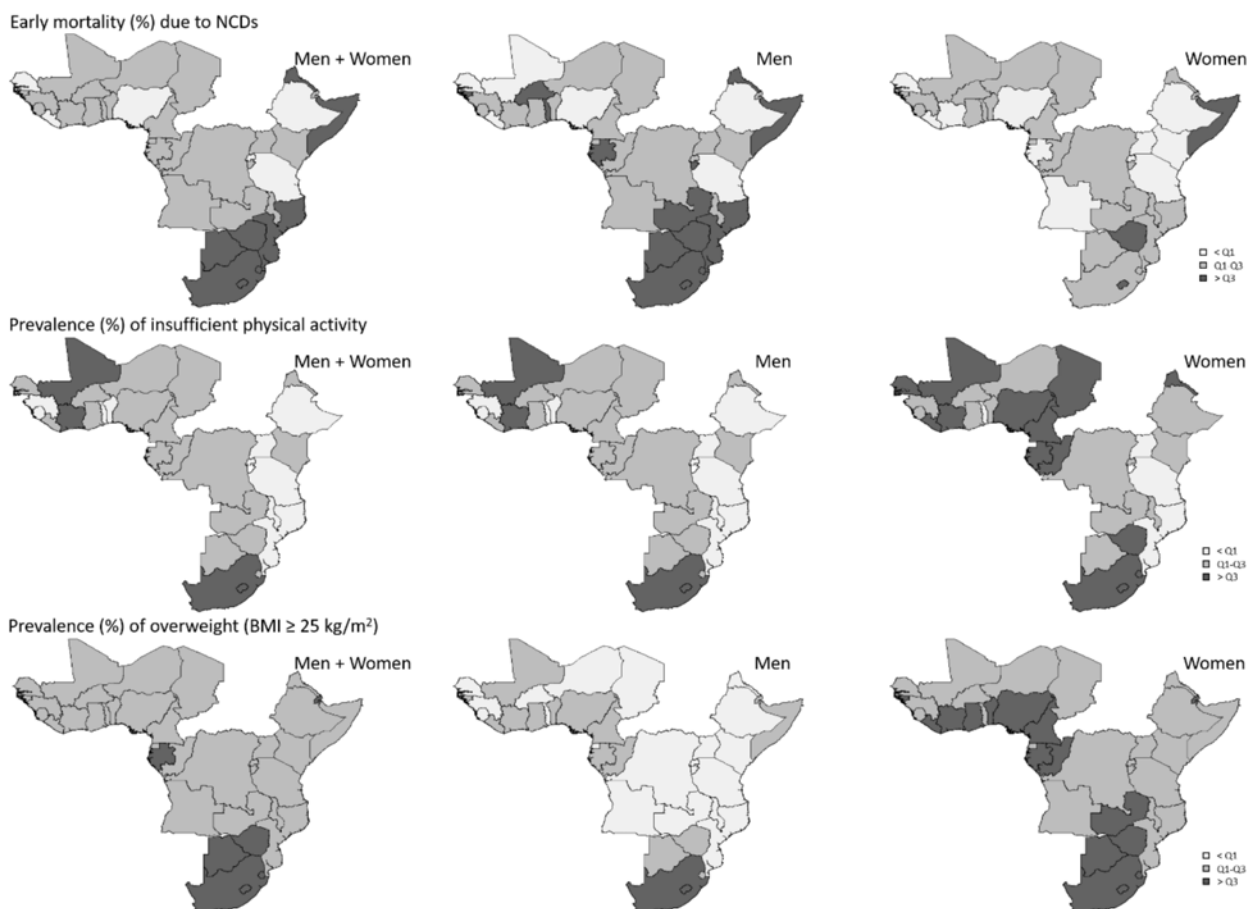 Early mortality (%) due to NCDs
Men + Women
Men
Women
< Q1
Q1-Q3
> Q3
Prevalence (%) of insufficient physical activity
Men + Women
Men
Women
< Q1
Q1-Q3
> Q3
Prevalence (%) of overweight (BMI ≥ 25 kg/m²)
Men + Women
Men
Women
< Q1
Q1-Q3
> Q3